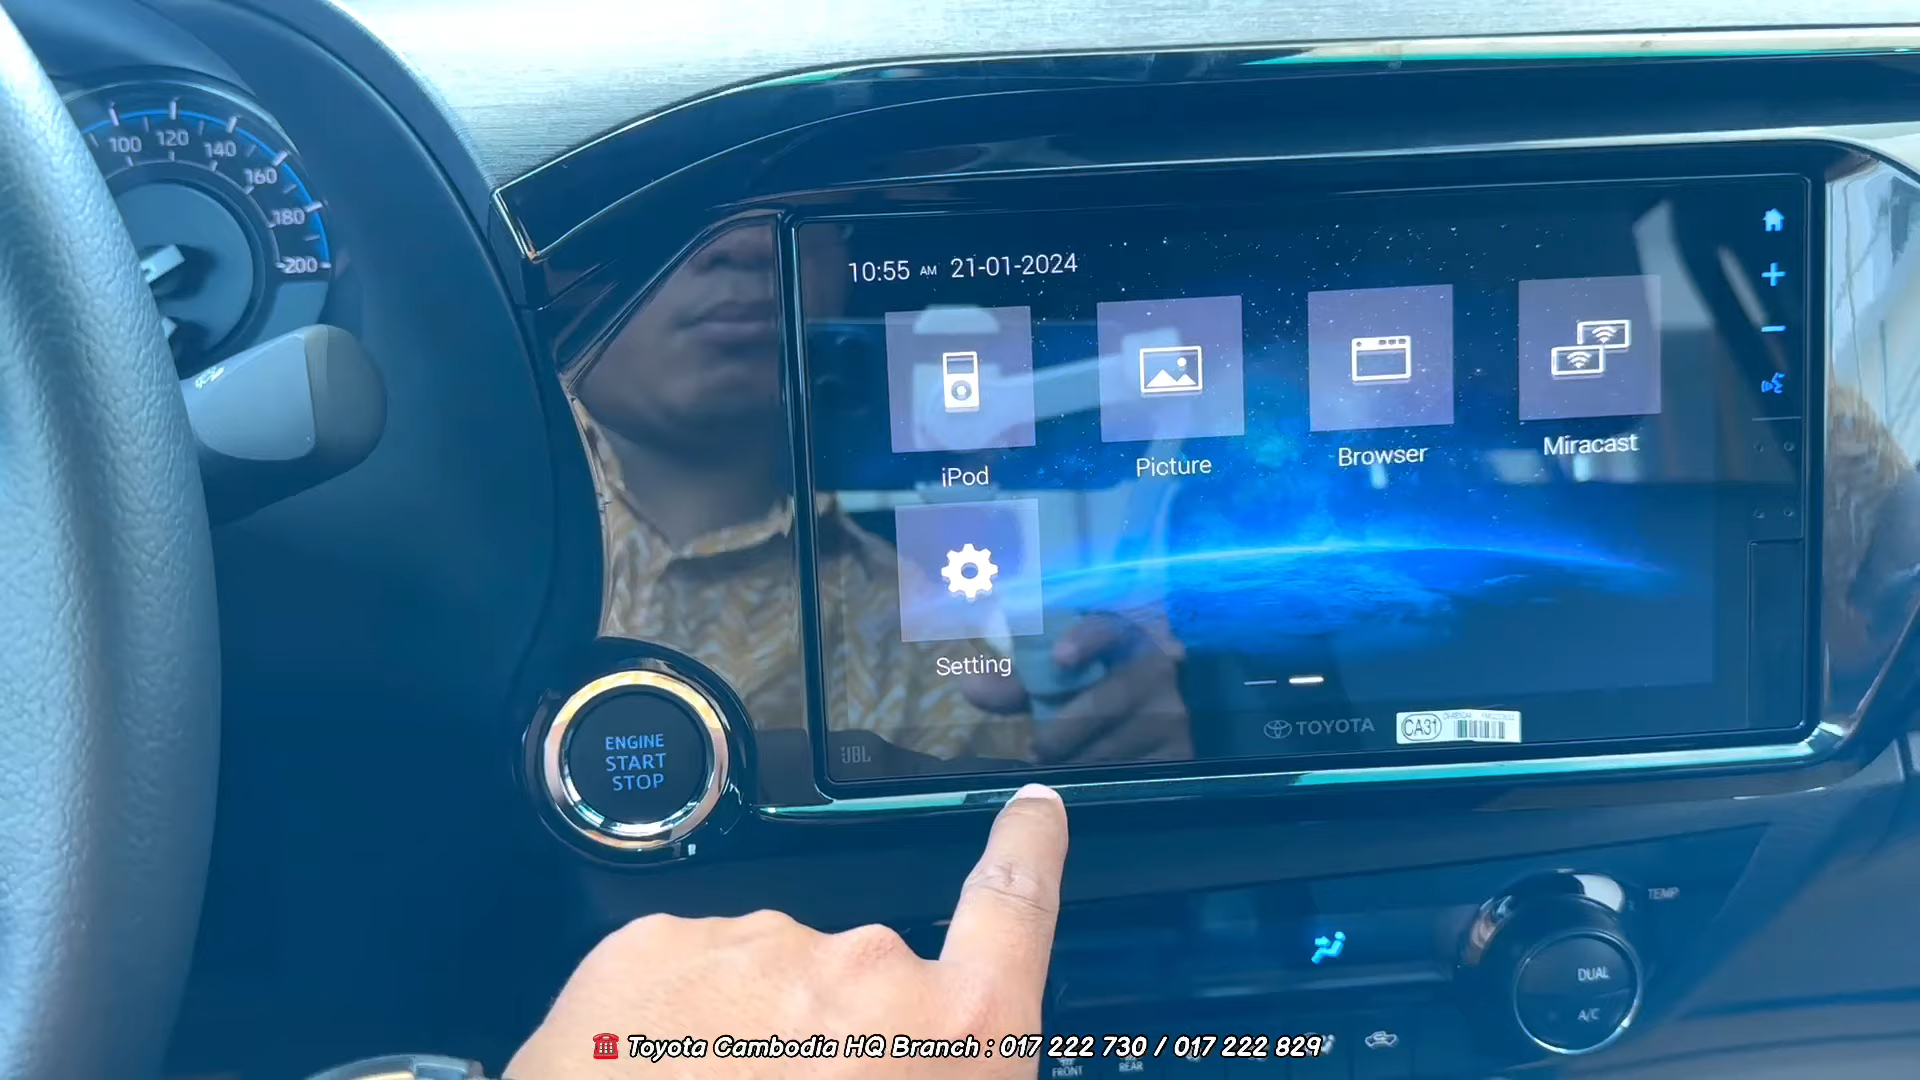 100
120
140
160
180
200
10:55 AM 21-01-2024
iPod
Picture
Browser
Miracast
Setting
TOYOTA
CA31
JBL
ENGINE
START
STOP
TEMP
DUAL
A/C
☎ Toyota Cambodia HQ Branch : 017 222 730 / 017 222 829
FRONT
REAR